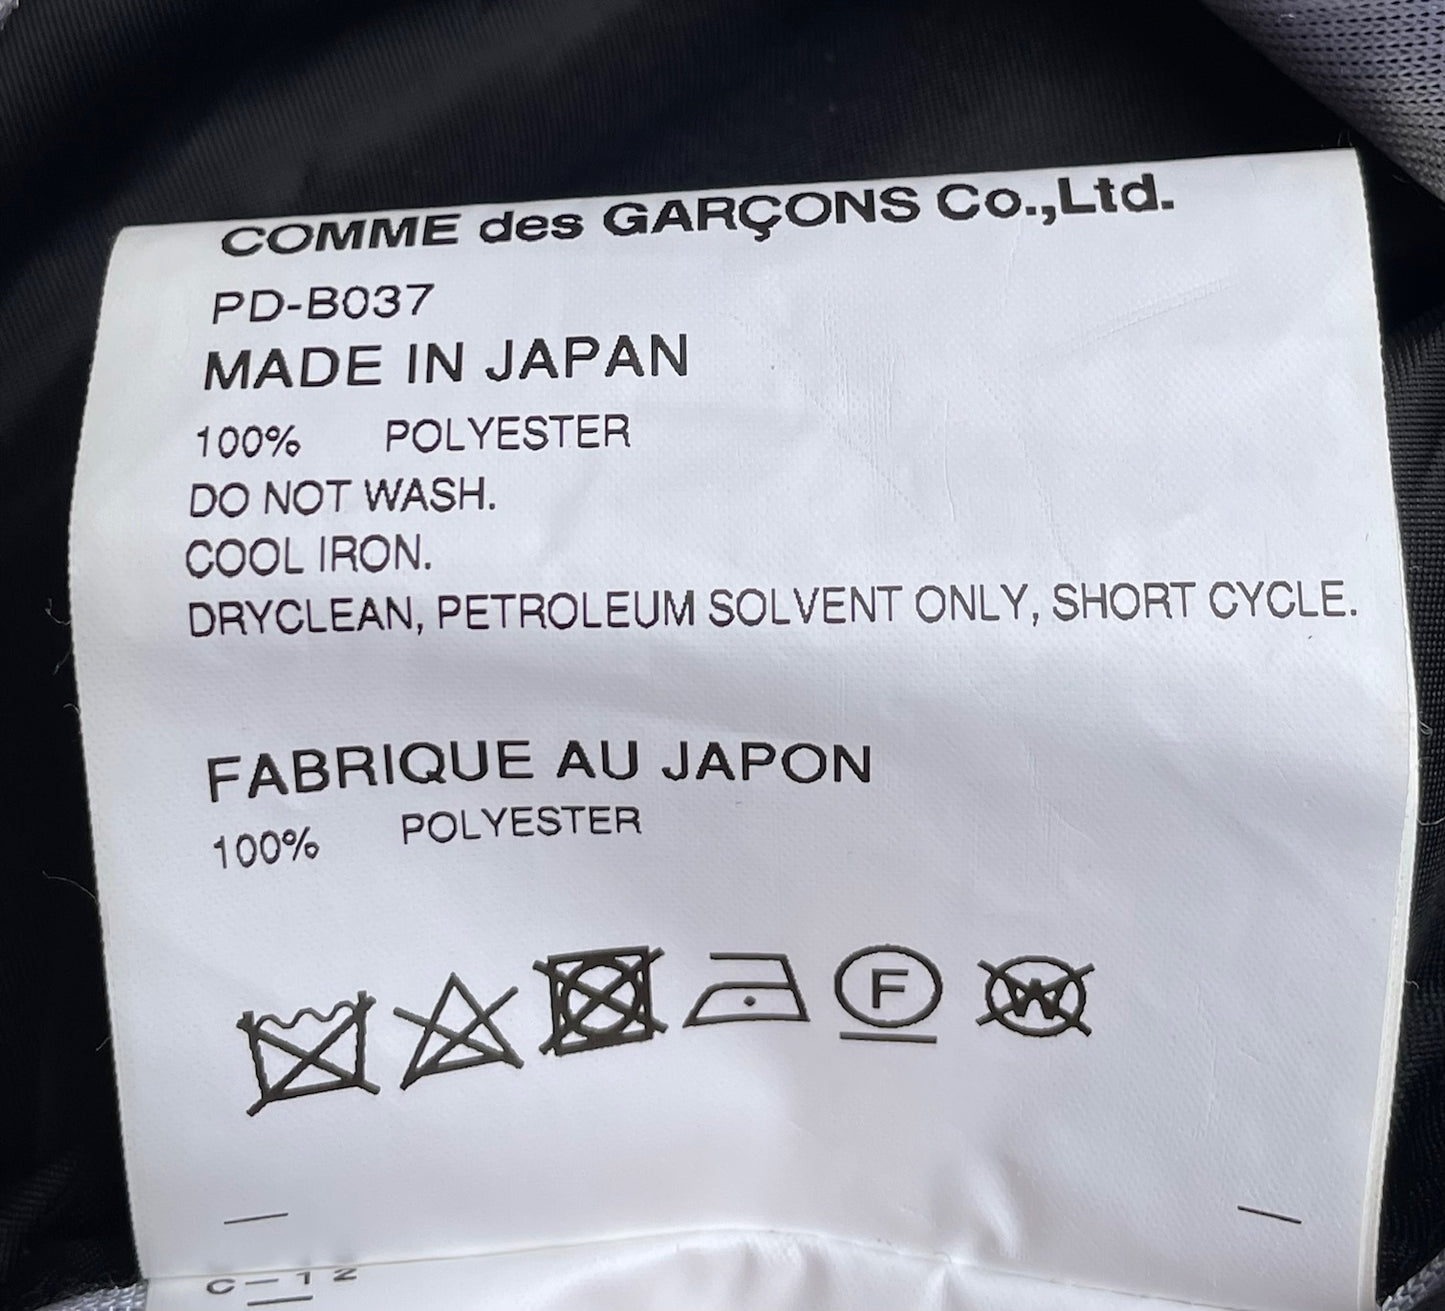 COMME des GARÇONS Co.,Ltd.
PD-B037
MADE IN JAPAN
100% POLYESTER
DO NOT WASH.
COOL IRON.
DRYCLEAN, PETROLEUM SOLVENT ONLY, SHORT CYCLE.
FABRIQUE AU JAPON
100% POLYESTER
F W
C-12